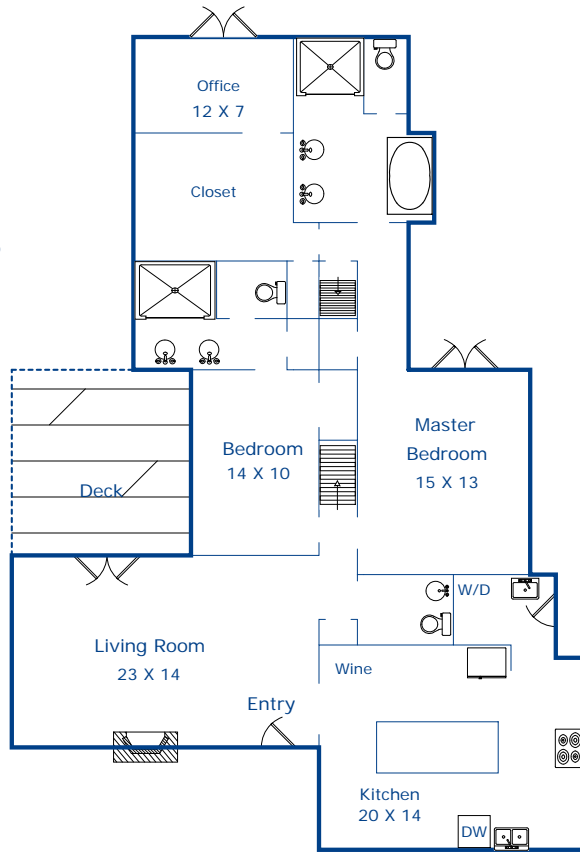 Office
12 X 7
Closet
Bedroom
14 X 10
Master
Bedroom
15 X 13
Deck
W/D
Living Room
23 X 14
Wine
Entry
Kitchen
20 X 14
DW